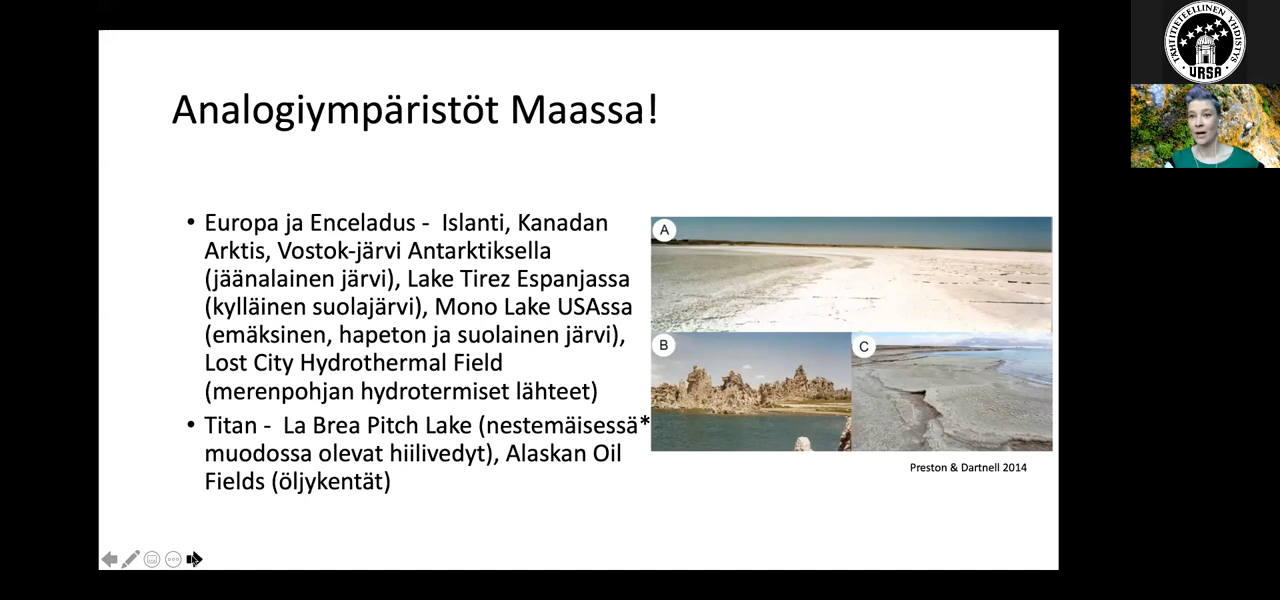 Analogiympäristöt Maassa!
• Europa ja Enceladus - Islanti, Kanadan
Arktis, Vostok-järvi Antarktiksella
(jäänalainen järvi), Lake Tirez Espanjassa
(kylläinen suolajärvi), Mono Lake USAssa
(emäksinen, hapeton ja suolainen järvi),
Lost City Hydrothermal Field
(merenpohjan hydrotermiset lähteet)
• Titan - La Brea Pitch Lake (nestemäisessä*
muodossa olevat hiilivedyt), Alaskan Oil
Fields (öljykentät)
A
B
C
Preston & Dartnell 2014
TÄHTITIETEELLINEN YHDISTYS
URSA